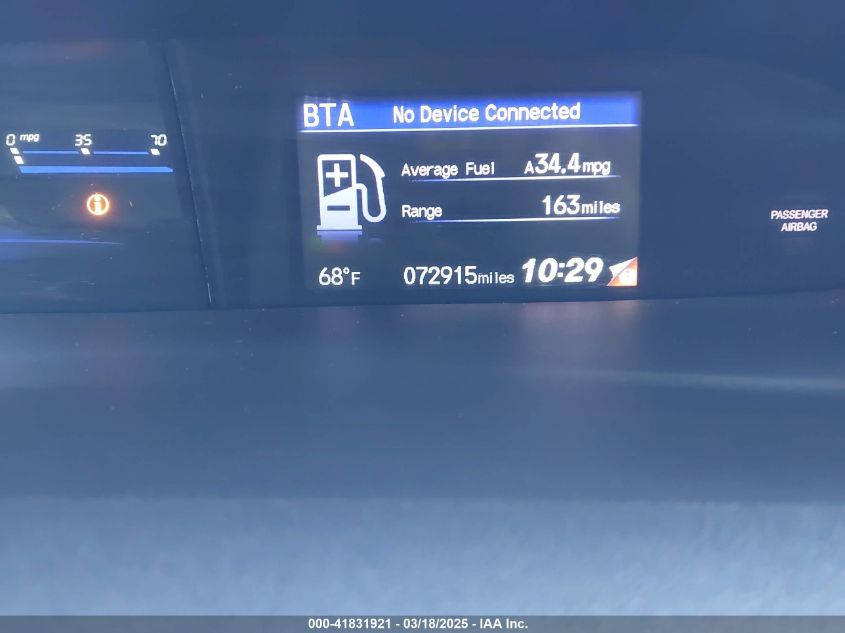 BTA No Device Connected
0 mpg 35 70
Average Fuel A34.4mpg
Range 163miles
PASSENGER
AIRBAG
68°F 072915miles 10:29
000-41831921 - 03/18/2025 - IAA Inc.